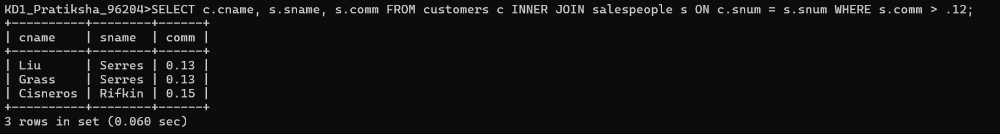 KD1_Pratiksha_96204>SELECT c.cname, s.sname, s.comm FROM customers c INNER JOIN salespeople s ON c.snum = s.snum WHERE s.comm > .12;
+----------+--------+------+
| cname    | sname  | comm |
+----------+--------+------+
| Liu      | Serres | 0.13 |
| Grass    | Serres | 0.13 |
| Cisneros | Rifkin | 0.15 |
+----------+--------+------+
3 rows in set (0.060 sec)